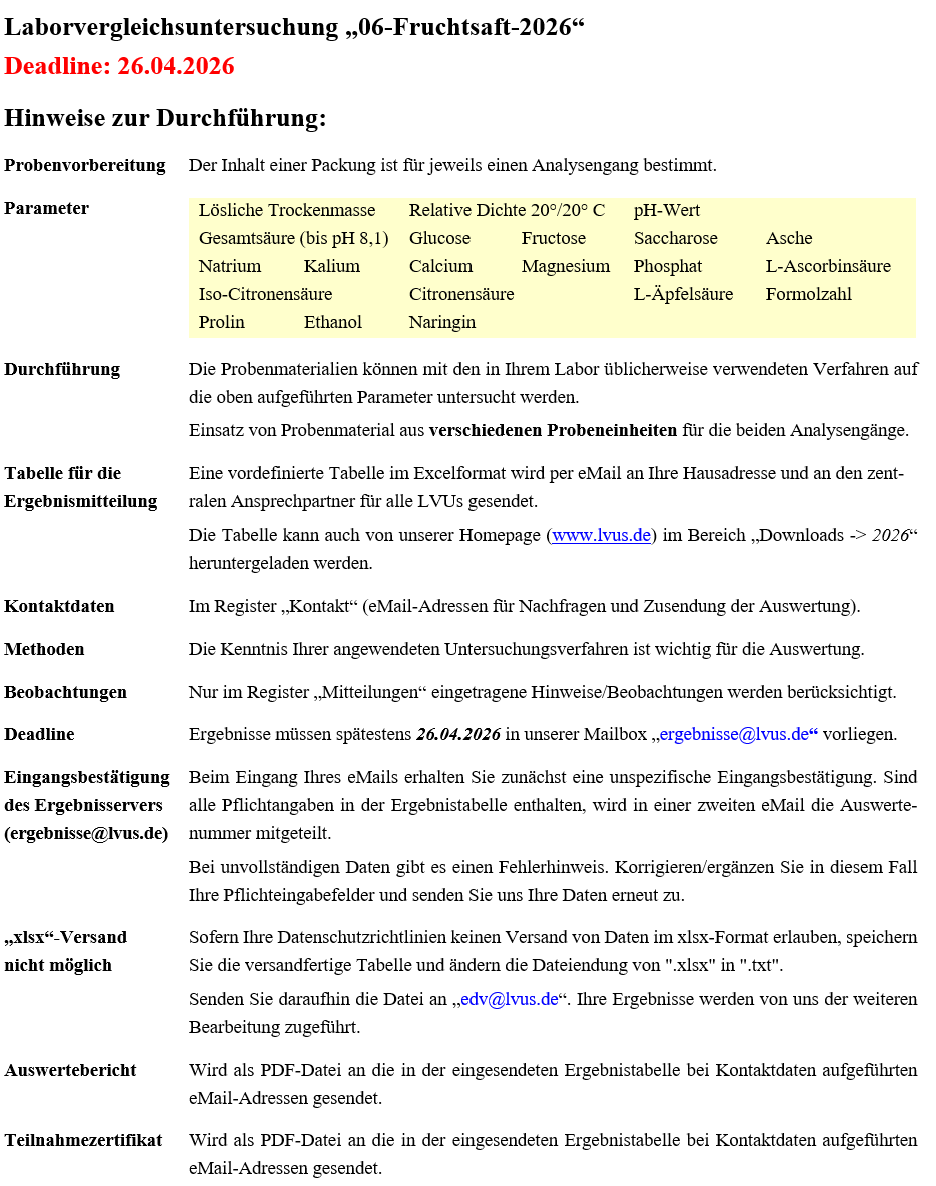 Laborvergleichsuntersuchung „06-Fruchtsaft-2026“
Deadline: 26.04.2026
Hinweise zur Durchführung:
Probenvorbereitung Der Inhalt einer Packung ist für jeweils einen Analysengang bestimmt.
Parameter Lösliche Trockenmasse Relative Dichte 20°/20° C pH-Wert
Gesamtsäure (bis pH 8,1) Glucose Fructose Saccharose Asche
Natrium Kalium Calcium Magnesium Phosphat L-Ascorbinsäure
Iso-Citronensäure Citronensäure L-Äpfelsäure Formolzahl
Prolin Ethanol Naringin
Durchführung Die Probenmaterialien können mit den in Ihrem Labor üblicherweise verwendeten Verfahren auf
die oben aufgeführten Parameter untersucht werden.
Einsatz von Probenmaterial aus verschiedenen Probeneinheiten für die beiden Analysengänge.
Tabelle für die Eine vordefinierte Tabelle im Excelformat wird per eMail an Ihre Hausadresse und an den zent-
Ergebnismitteilung ralen Ansprechpartner für alle LVUs gesendet.
Die Tabelle kann auch von unserer Homepage (www.lvus.de) im Bereich „Downloads -> 2026“
heruntergeladen werden.
Kontaktdaten Im Register „Kontakt“ (eMail-Adressen für Nachfragen und Zusendung der Auswertung).
Methoden Die Kenntnis Ihrer angewendeten Untersuchungsverfahren ist wichtig für die Auswertung.
Beobachtungen Nur im Register „Mitteilungen“ eingetragene Hinweise/Beobachtungen werden berücksichtigt.
Deadline Ergebnisse müssen spätestens 26.04.2026 in unserer Mailbox „ergebnisse@lvus.de“ vorliegen.
Eingangsbestätigung Beim Eingang Ihres eMails erhalten Sie zunächst eine unspezifische Eingangsbestätigung. Sind
des Ergebnisservers alle Pflichtangaben in der Ergebnistabelle enthalten, wird in einer zweiten eMail die Auswerte-
(ergebnisse@lvus.de) nummer mitgeteilt.
Bei unvollständigen Daten gibt es einen Fehlerhinweis. Korrigieren/ergänzen Sie in diesem Fall
Ihre Pflichteingabefelder und senden Sie uns Ihre Daten erneut zu.
„xlsx“-Versand Sofern Ihre Datenschutzrichtlinien keinen Versand von Daten im xlsx-Format erlauben, speichern
nicht möglich Sie die versandfertige Tabelle und ändern die Dateiendung von ".xlsx" in ".txt".
Senden Sie daraufhin die Datei an „edv@lvus.de“. Ihre Ergebnisse werden von uns der weiteren
Bearbeitung zugeführt.
Auswertebericht Wird als PDF-Datei an die in der eingesendeten Ergebnistabelle bei Kontaktdaten aufgeführten
eMail-Adressen gesendet.
Teilnahmezertifikat Wird als PDF-Datei an die in der eingesendeten Ergebnistabelle bei Kontaktdaten aufgeführten
eMail-Adressen gesendet.